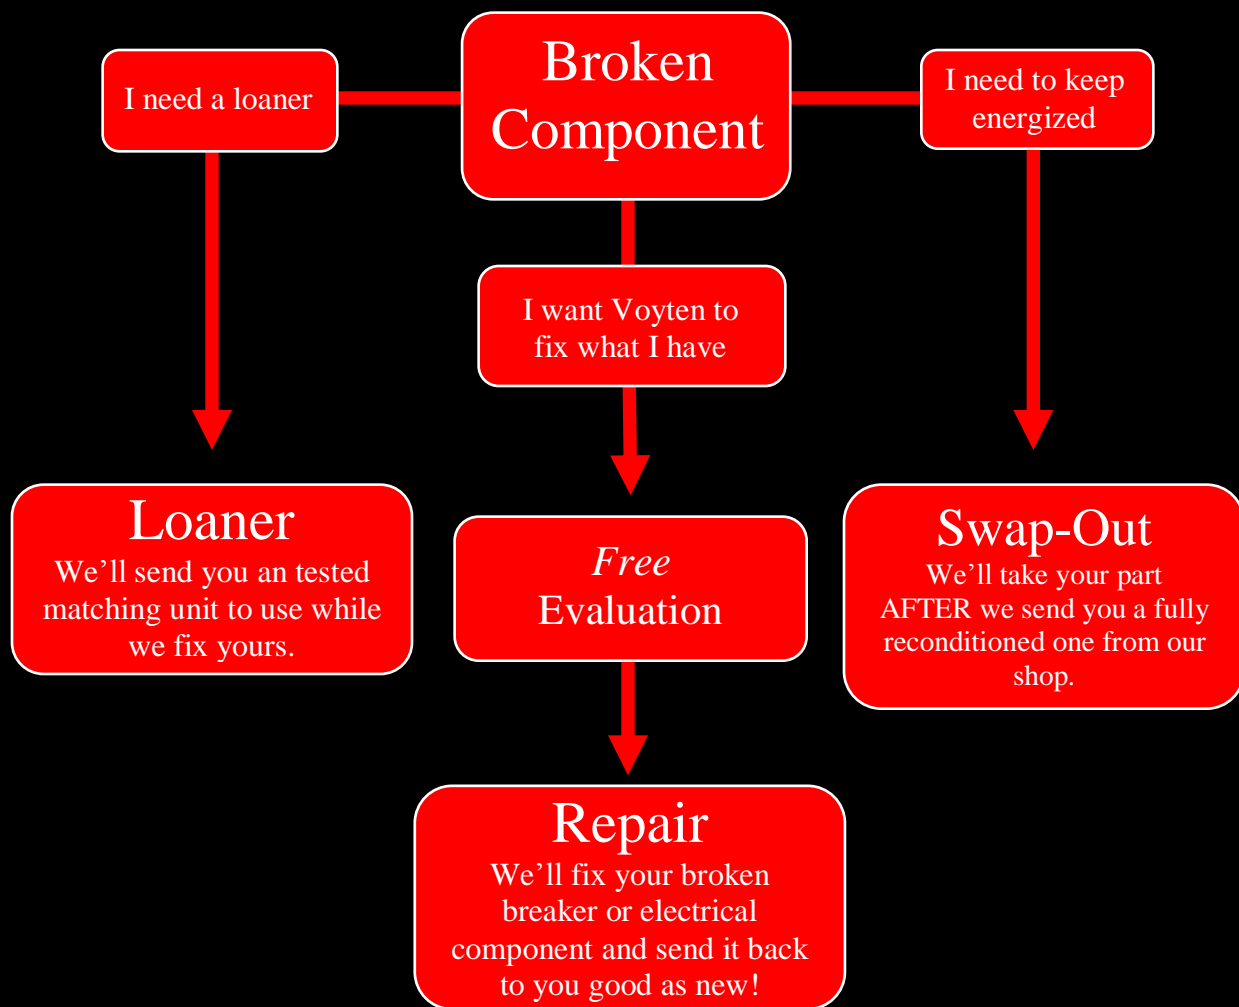 Broken
Component
I need a loaner
I need to keep
energized
I want Voyten to
fix what I have
Loaner
We’ll send you an tested
matching unit to use while
we fix yours.
Free
Evaluation
Swap-Out
We’ll take your part
AFTER we send you a fully
reconditioned one from our
shop.
Repair
We’ll fix your broken
breaker or electrical
component and send it back
to you good as new!